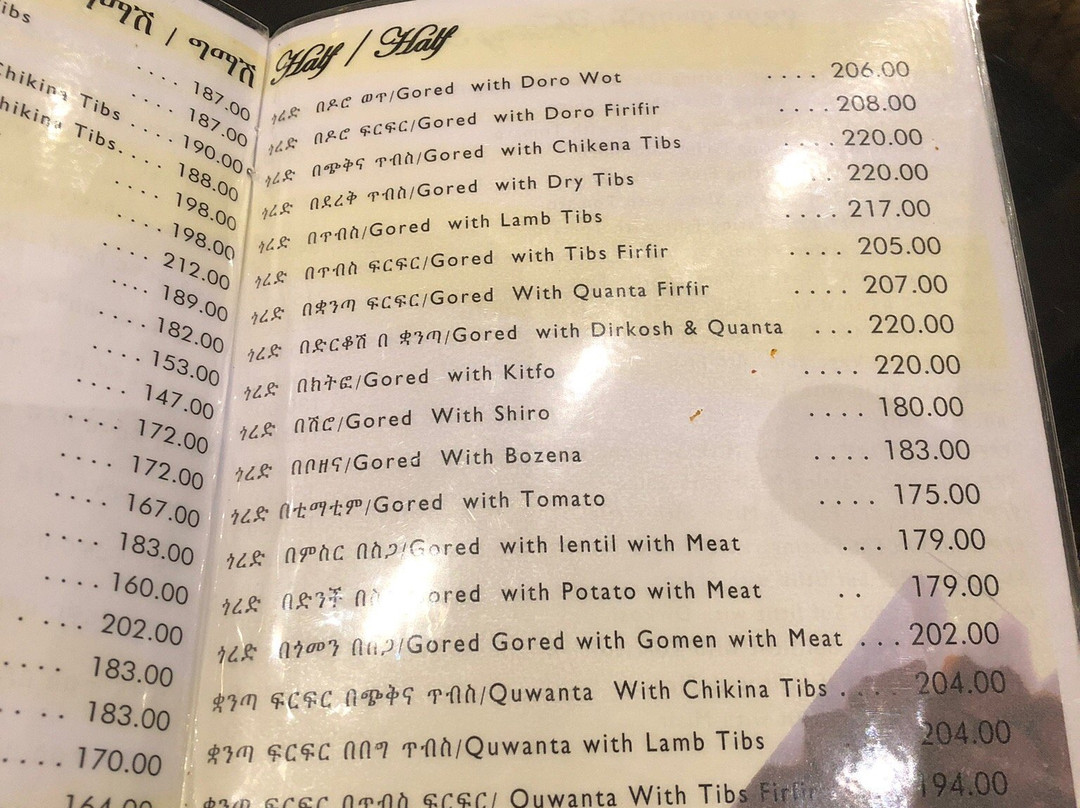 ibs
ግማሽ / ግማሽ
. . . . 187.00
. . . . 187.00
Chikina Tibs . . . . 190.00
hikina Tibs. . . . 188.00
. . . . 198.00
. . . . 198.00
. . . . 212.00
. . . . 189.00
. . . . 182.00
. . . . 153.00
. . . . 147.00
. . . . 172.00
. . . . 172.00
. . . . 167.00
. . . . 183.00
. . . . 160.00
. . . . 202.00
. . . . 183.00
. . . . 183.00
. . . . 170.00
164.00
Half / Half
ጎረድ በዶሮ ወጥ/Gored with Doro Wot . . . . 206.00
ጎረድ በዶሮ ፍርፍር/Gored with Doro Firifir . . . . 208.00
ጎረድ በጭቅና ጥብስ/Gored with Chikena Tibs . . . . 220.00
ጎረድ በደረቅ ጥብስ/Gored with Dry Tibs . . 220.00
ጎረድ በጥብስ/Gored with Lamb Tibs . . . . 217.00
ጎረድ በጥብስ ፍርፍር/Gored with Tibs Firfir . . . . 205.00
ጎረድ በቋንጣ ፍርፍር/Gored With Quanta Firfir . . . . 207.00
ጎረድ በድርቆሽ በ ቋንጣ/Gored with Dirkosh & Quanta . . . 220.00
ጎረድ በክትፎ/Gored with Kitfo . . . . 220.00
ጎረድ በሽሮ/Gored With Shiro . . . . 180.00
ጎረድ በቦዘና/Gored With Bozena . . . . 183.00
ጎረድ በቲማቲም/Gored with Tomato . . . . 175.00
ጎረድ በምስር በስጋ/Gored with lentil with Meat . . . 179.00
ጎረድ በድንች ored with Potato with Meat . . 179.00
ጎረድ በጎመን በስጋ/Gored Gored with Gomen with Meat . . . 202.00
ቋንጣ ፍርፍር በጭቅና ጥብስ/Quwanta With Chikina Tibs . . . . 204.00
ቋንጣ ፍርፍር በበግ ጥብስ/Quwanta with Lamb Tibs 204.00
ቋንጣ ፍርፍር በጥብስ ፍርፍር/ Quwanta With Tibs Firfir 194.00